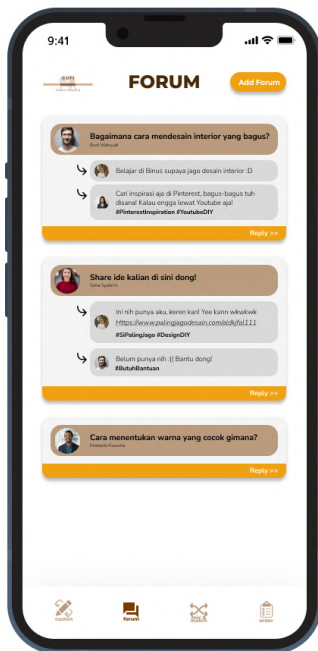 9:41
FORUM
Add Forum
Bagaimana cara mendesain interior yang bagus?
Budi Wahyudi
Belajar di Binus supaya jago desain interior :D
Cari inspirasi aja di Pinterest, bagus-bagus tuh
disana! Kalau engga lewat Youtube aja!
#PinterestInspiration #YoutubeDIY
Reply >>
Share ide kalian di sini dong!
Ini nih punya aku, keren kan! Yee kann wkwkwk
Https://www.palingjagodesain.com/aldkjfal111
#SiPalingJago #DesignDIY
Belum punya nih :(( Bantu dong!
#ButuhBantuan
Reply >>
Cara menentukan warna yang cocok gimana?
Reply >>
custom
forum
order